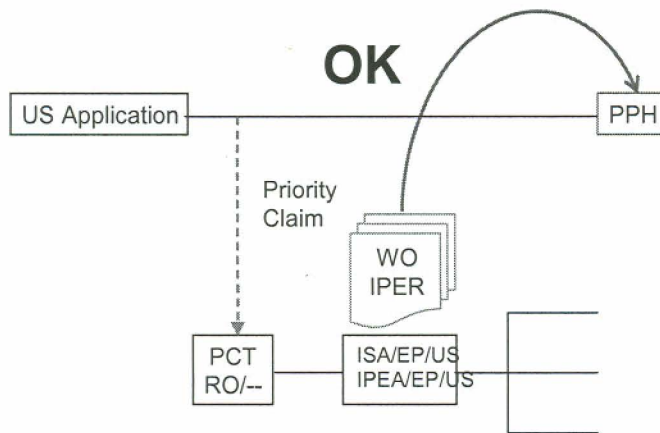 OK
US Application
PPH
Priority
Claim
WO
IPER
PCT
RO/--
ISA/EP/US
IPEA/EP/US